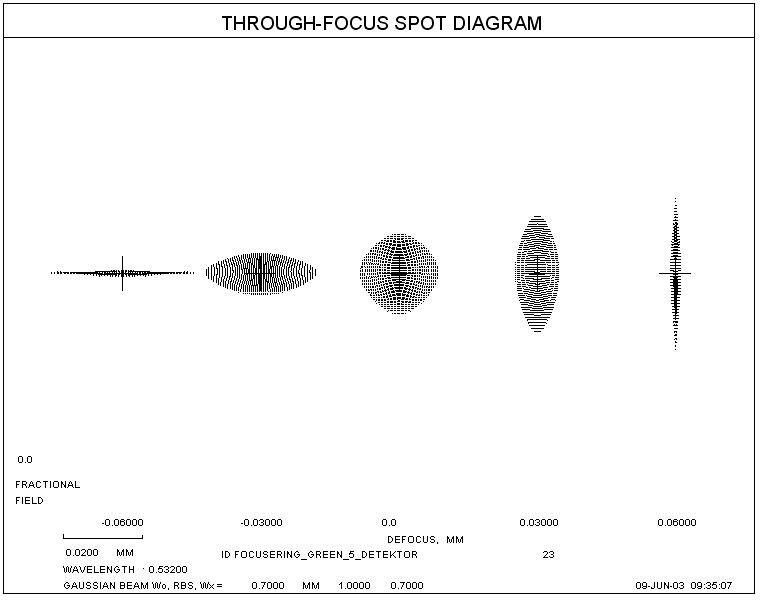 THROUGH-FOCUS SPOT DIAGRAM
0.0
FRACTIONAL
FIELD
-0.06000 -0.03000 0.0 0.03000 0.06000
DEFOCUS, MM
0.0200 MM ID FOCUSERING_GREEN_5_DETEKTOR 23
WAVELENGTH · 0.53200
GAUSSIAN BEAM Wo, RBS, Wx = 0.7000 MM 1.0000 0.7000 09-JUN-03 09:35:07